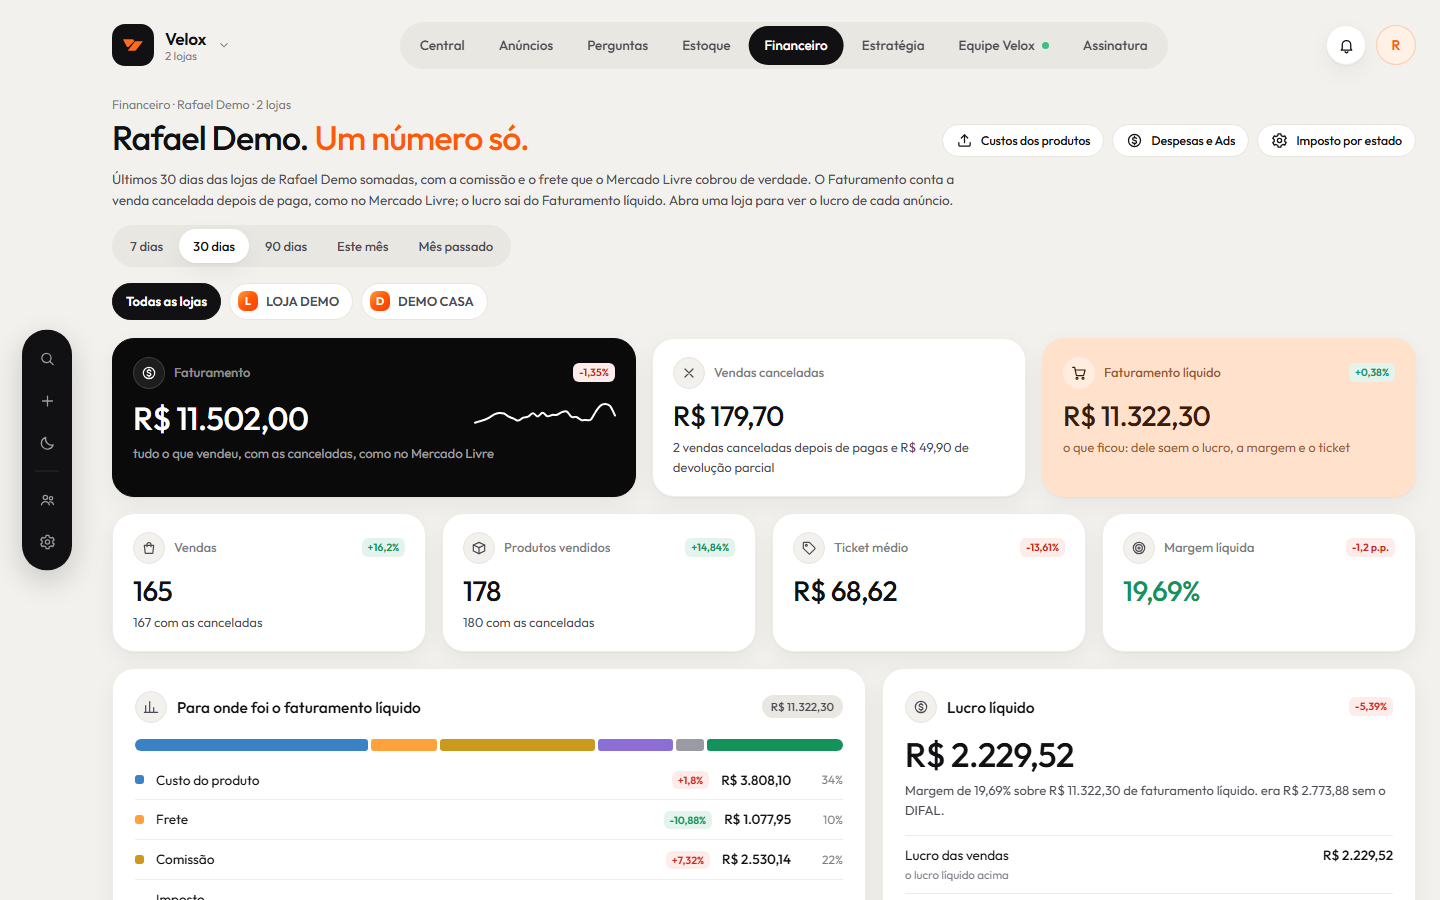 Velox
2 lojas
Central
Anúncios
Perguntas
Estoque
Financeiro
Estratégia
Equipe Velox
Assinatura
R
Financeiro · Rafael Demo · 2 lojas
Rafael Demo. Um número só.
Custos dos produtos
Despesas e Ads
Imposto por estado
Últimos 30 dias das lojas de Rafael Demo somadas, com a comissão e o frete que o Mercado Livre cobrou de verdade. O Faturamento conta a
venda cancelada depois de paga, como no Mercado Livre; o lucro sai do Faturamento líquido. Abra uma loja para ver o lucro de cada anúncio.
7 dias
30 dias
90 dias
Este mês
Mês passado
Todas as lojas
L LOJA DEMO
D DEMO CASA
Faturamento
-1,35%
R$ 11.502,00
tudo o que vendeu, com as canceladas, como no Mercado Livre
Vendas canceladas
R$ 179,70
2 vendas canceladas depois de pagas e R$ 49,90 de
devolução parcial
Faturamento líquido
+0,38%
R$ 11.322,30
o que ficou: dele saem o lucro, a margem e o ticket
Vendas
+16,2%
165
167 com as canceladas
Produtos vendidos
+14,84%
178
180 com as canceladas
Ticket médio
-13,61%
R$ 68,62
Margem líquida
-1,2 p.p.
19,69%
Para onde foi o faturamento líquido
R$ 11.322,30
Custo do produto
+1,8%
R$ 3.808,10
34%
Frete
-10,88%
R$ 1.077,95
10%
Comissão
+7,32%
R$ 2.530,14
22%
Imposto
Lucro líquido
-5,39%
R$ 2.229,52
Margem de 19,69% sobre R$ 11.322,30 de faturamento líquido. era R$ 2.773,88 sem o
DIFAL.
Lucro das vendas
R$ 2.229,52
o lucro líquido acima